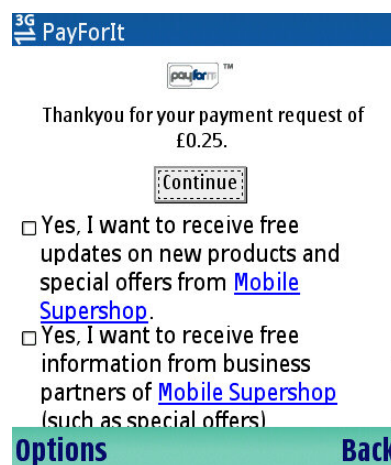 3G PayForIt
payforit ™
Thankyou for your payment request of
£0.25.
Continue
Yes, I want to receive free
updates on new products and
special offers from Mobile
Supershop.
Yes, I want to receive free
information from business
partners of Mobile Supershop
(such as special offers)
Options Back